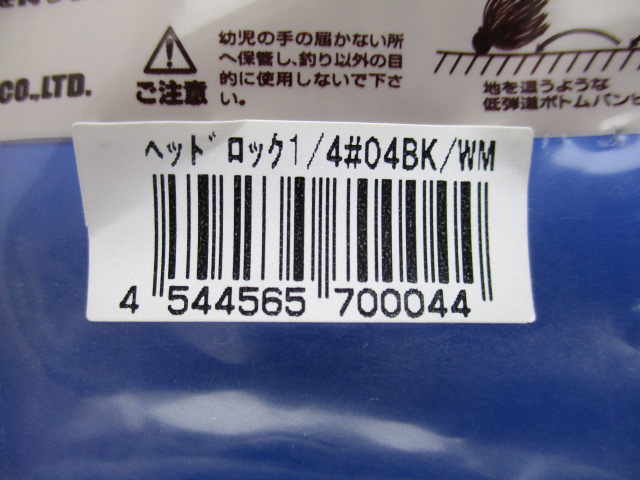 CO.,LTD.
ご注意
幼児の手の届かない所
へ保管し、釣り以外の目
的に使用しないで下さ
い。
地を這うような
低弾道ボトムバンピ
ヘッドロック1/4#04BK/WM
4 544565 700044